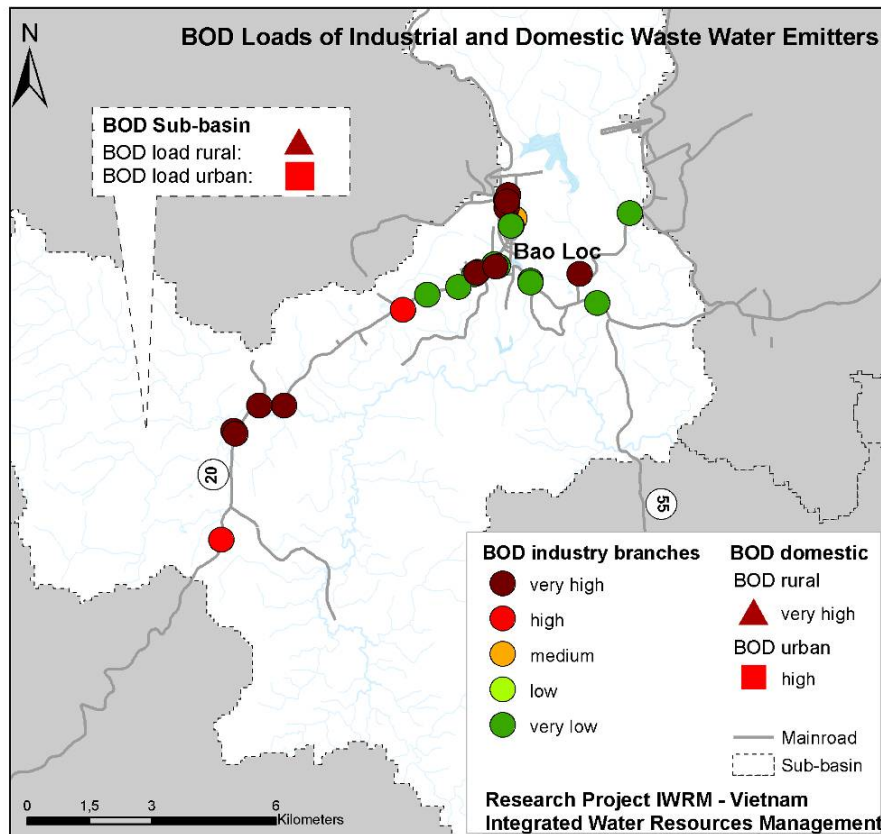 BOD Loads of Industrial and Domestic Waste Water Emitters
N
BOD Sub-basin
BOD load rural:
BOD load urban:
Bao Loc
20
55
BOD industry branches
very high
high
medium
low
very low
BOD domestic
BOD rural
very high
BOD urban
high
Mainroad
Sub-basin
0 1,5 3 6
Kilometers
Research Project IWRM - Vietnam
Integrated Water Resources Management